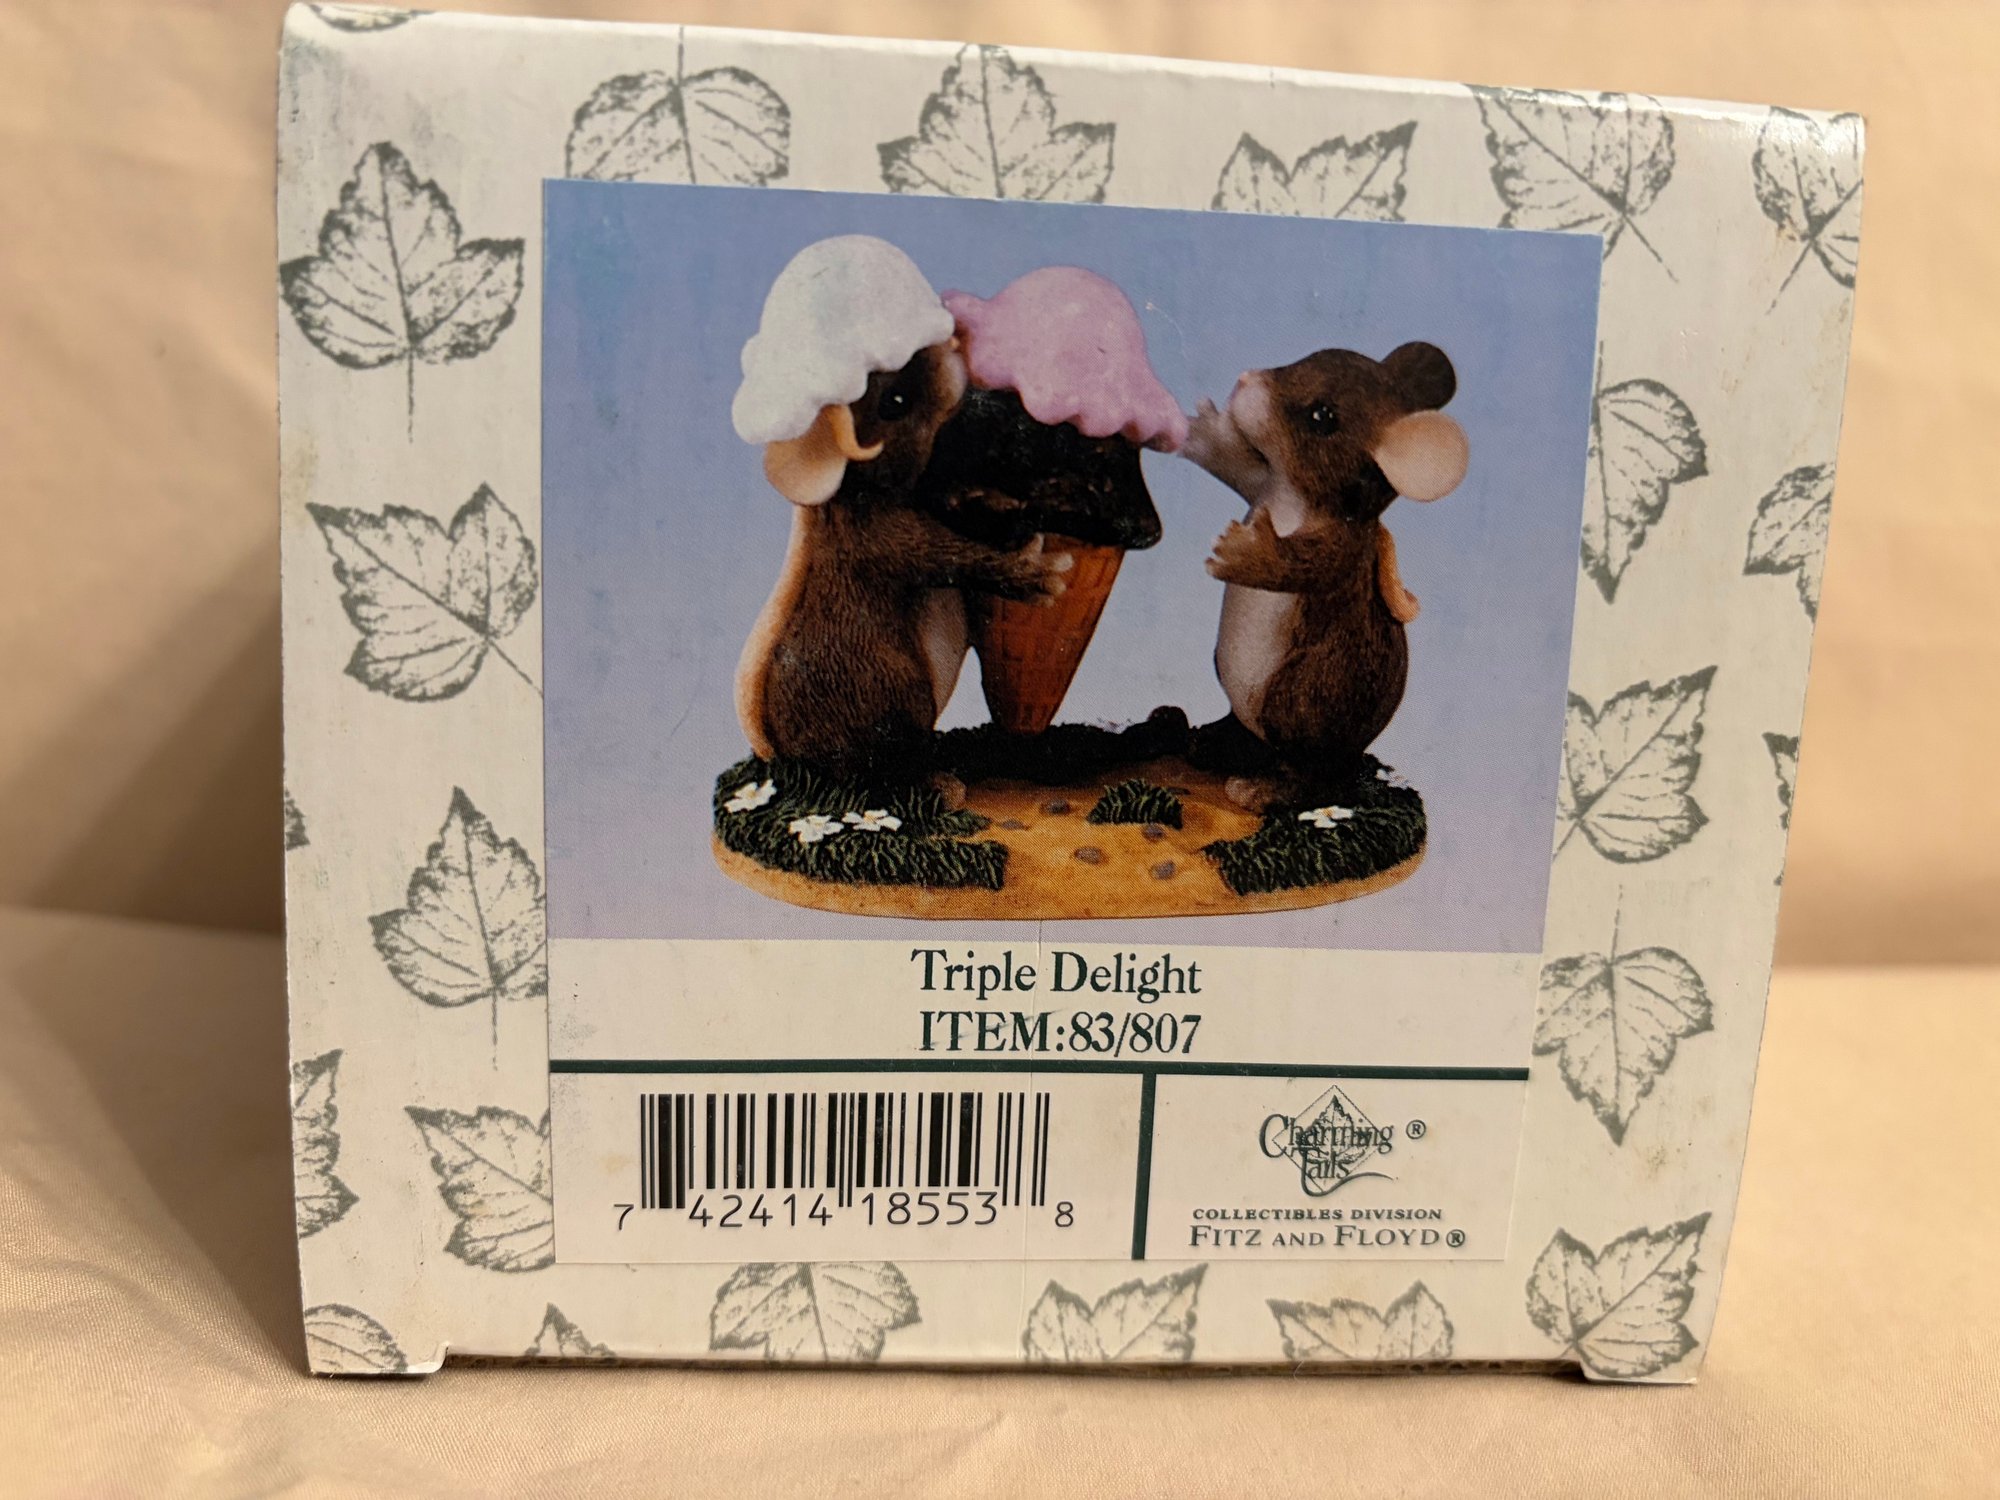 Triple Delight
ITEM:83/807
7 42414 18553 8
Charming ®
Tails
COLLECTIBLES DIVISION
FITZ AND FLOYD®